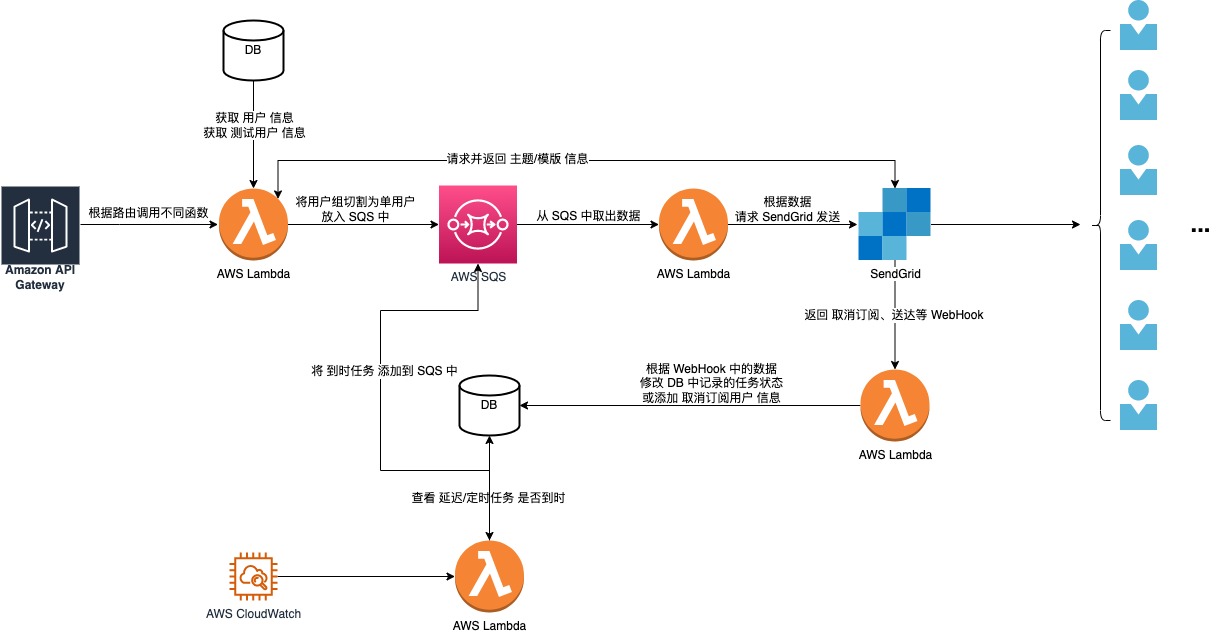 DB
获取 用户 信息
获取 测试用户 信息
请求并返回 主题/模版 信息
根据路由调用不同函数
将用户组切割为单用户
放入 SQS 中
从 SQS 中取出数据
根据数据
请求 SendGrid 发送
...
Amazon API
Gateway
AWS Lambda
AWS SQS
AWS Lambda
SendGrid
返回 取消订阅、送达等 WebHook
将 到时任务 添加到 SQS 中
根据 WebHook 中的数据
修改 DB 中记录的任务状态
或添加 取消订阅用户 信息
DB
AWS Lambda
查看 延迟/定时任务 是否到时
AWS CloudWatch
AWS Lambda